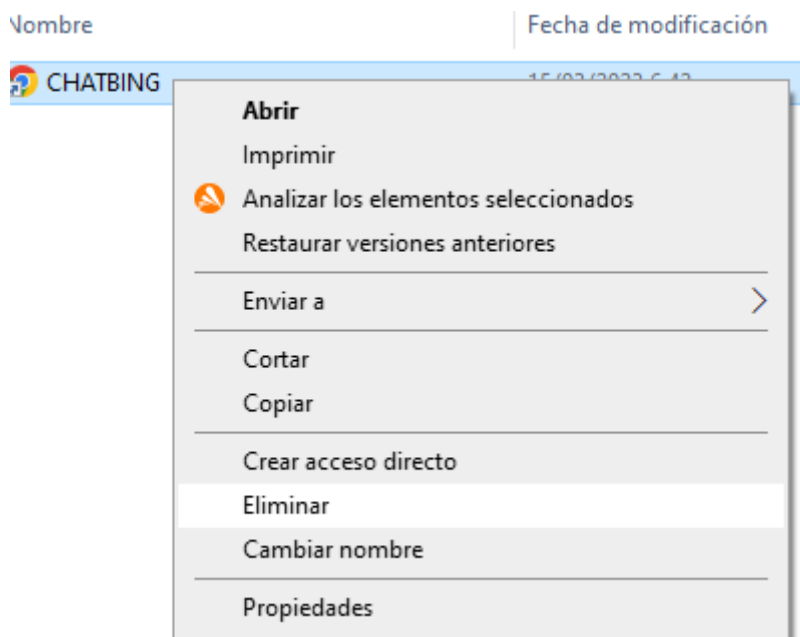 Nombre Fecha de modificación
CHATBING
Abrir
Imprimir
Analizar los elementos seleccionados
Restaurar versiones anteriores
Enviar a
Cortar
Copiar
Crear acceso directo
Eliminar
Cambiar nombre
Propiedades